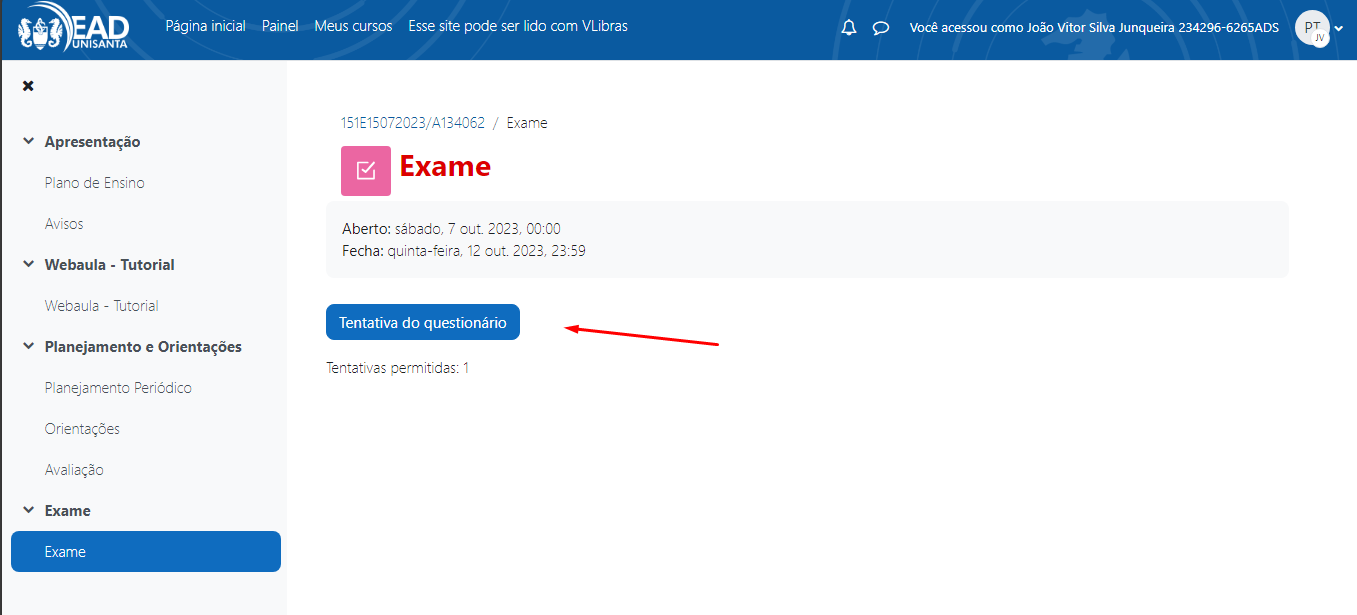 EAD
UNISANTA
Página inicial Painel Meus cursos Esse site pode ser lido com VLibras
Você acessou como João Vitor Silva Junqueira 234296-6265ADS
PT
JV
Apresentação
Plano de Ensino
Avisos
Webaula - Tutorial
Webaula - Tutorial
Planejamento e Orientações
Planejamento Periódico
Orientações
Avaliação
Exame
Exame
151E15072023/A134062 / Exame
Exame
Aberto: sábado, 7 out. 2023, 00:00
Fecha: quinta-feira, 12 out. 2023, 23:59
Tentativa do questionário
Tentativas permitidas: 1